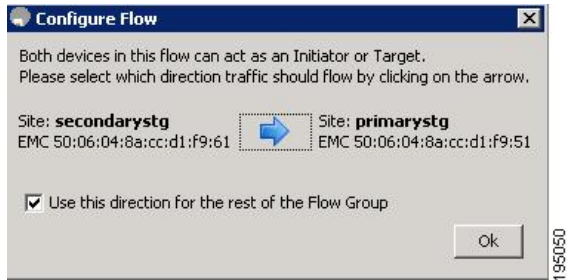 Configure Flow
Both devices in this flow can act as an Initiator or Target.
Please select which direction traffic should flow by clicking on the arrow.
Site: secondarystg
EMC 50:06:04:8a:cc:d1:f9:61
Site: primarystg
EMC 50:06:04:8a:cc:d1:f9:51
Use this direction for the rest of the Flow Group
Ok
195050